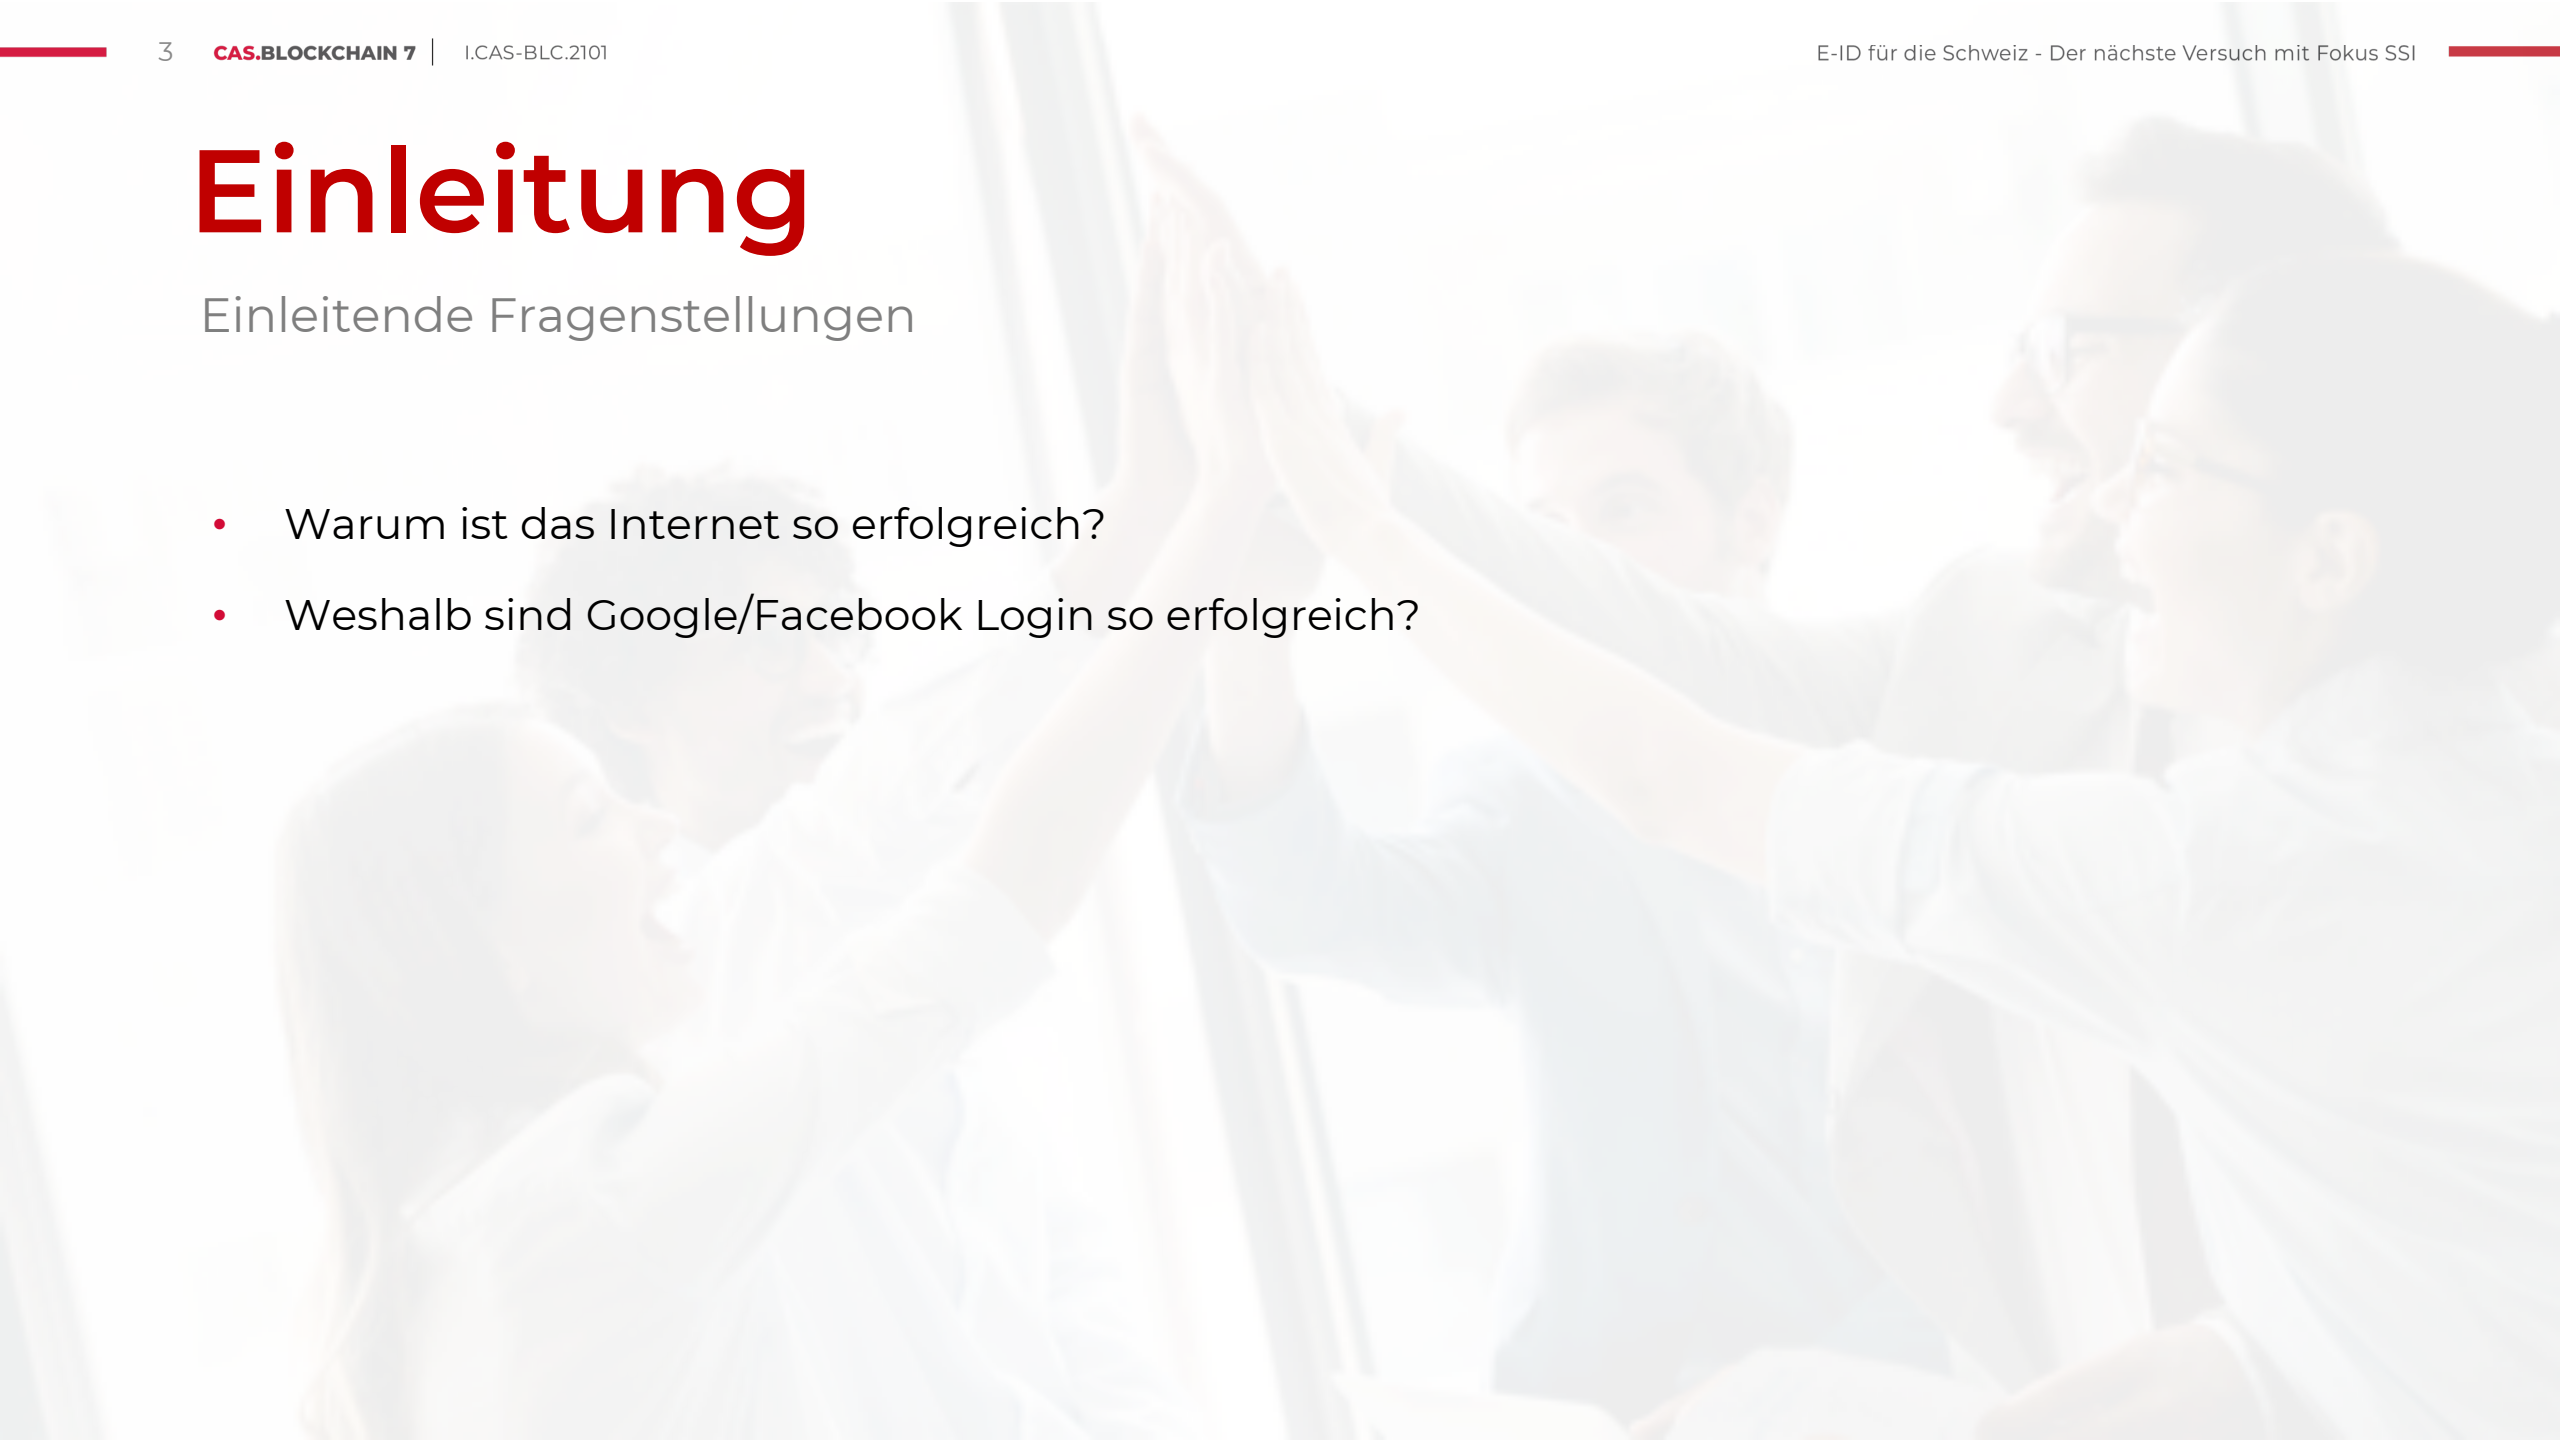 3 CAS.BLOCKCHAIN 7 | I.CAS-BLC.2101 E-ID für die Schweiz - Der nächste Versuch mit Fokus SSI
Einleitung
Einleitende Fragenstellungen
• Warum ist das Internet so erfolgreich?
• Weshalb sind Google/Facebook Login so erfolgreich?